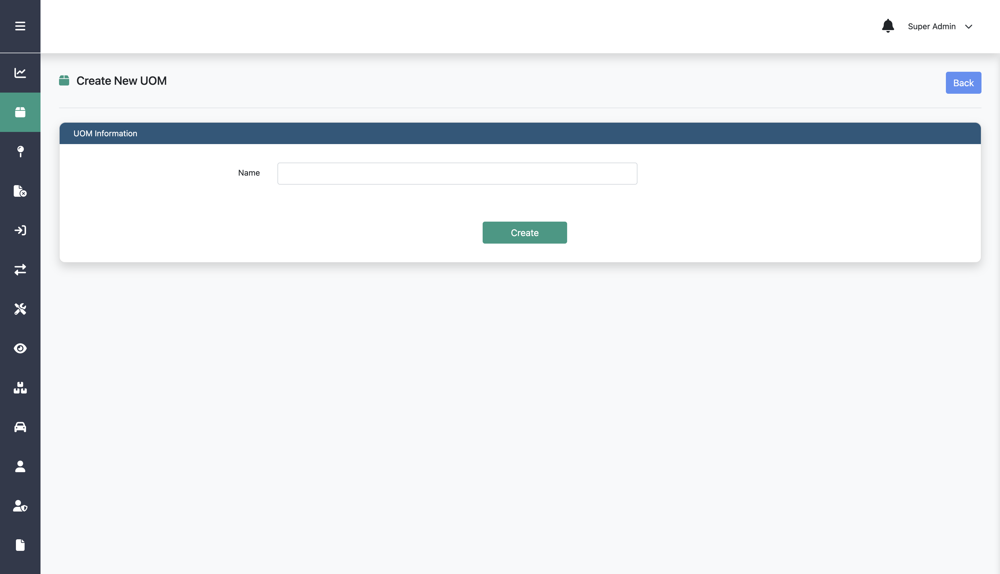 Super Admin
Create New UOM
Back
UOM Information
Name
Create